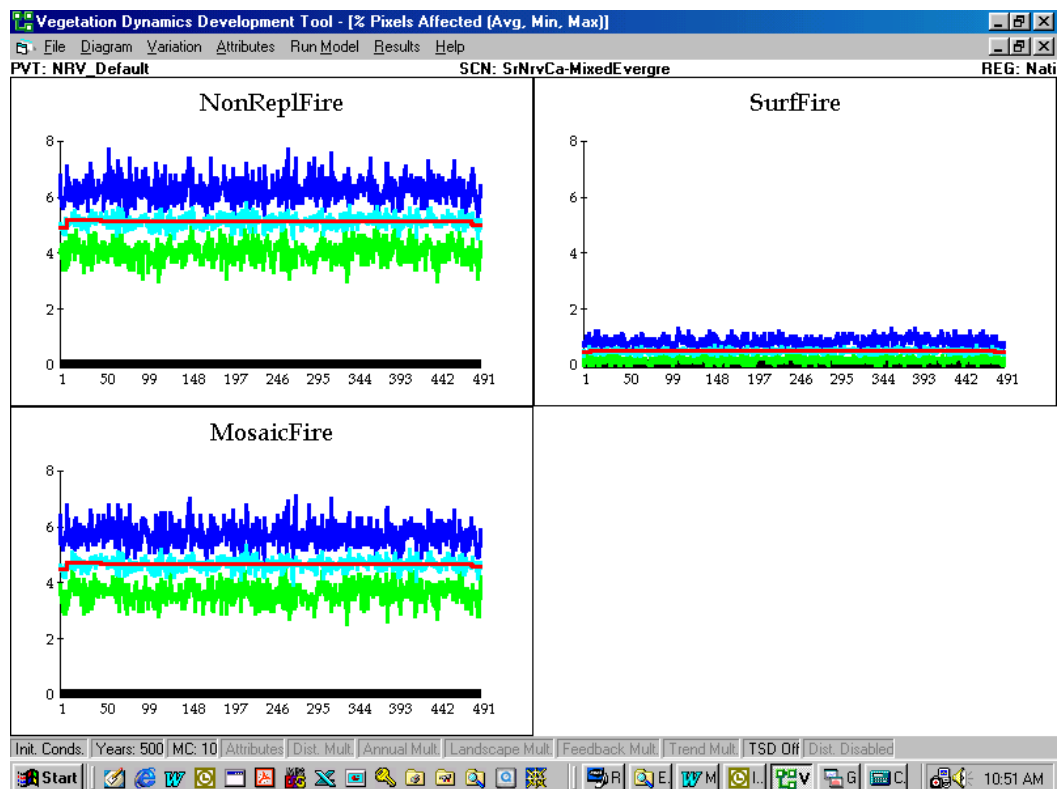 Vegetation Dynamics Development Tool - [% Pixels Affected (Avg, Min, Max)]
File Diagram Variation Attributes Run Model Results Help
PVT: NRV_Default SCN: SrNrvCa-MixedEvergre REG: Nati
NonReplFire
8
6
4
2
0
1 50 99 148 197 246 295 344 393 442 491
SurfFire
8
6
4
2
0
1 50 99 148 197 246 295 344 393 442 491
MosaicFire
8
6
4
2
0
1 50 99 148 197 246 295 344 393 442 491
Init. Conds. Years: 500 MC: 10 Attributes Dist. Mult. Annual Mult. Landscape Mult. Feedback Mult. Trend Mult. TSD Off Dist. Disabled
Start R E. W M I.. V G C. 10:51 AM